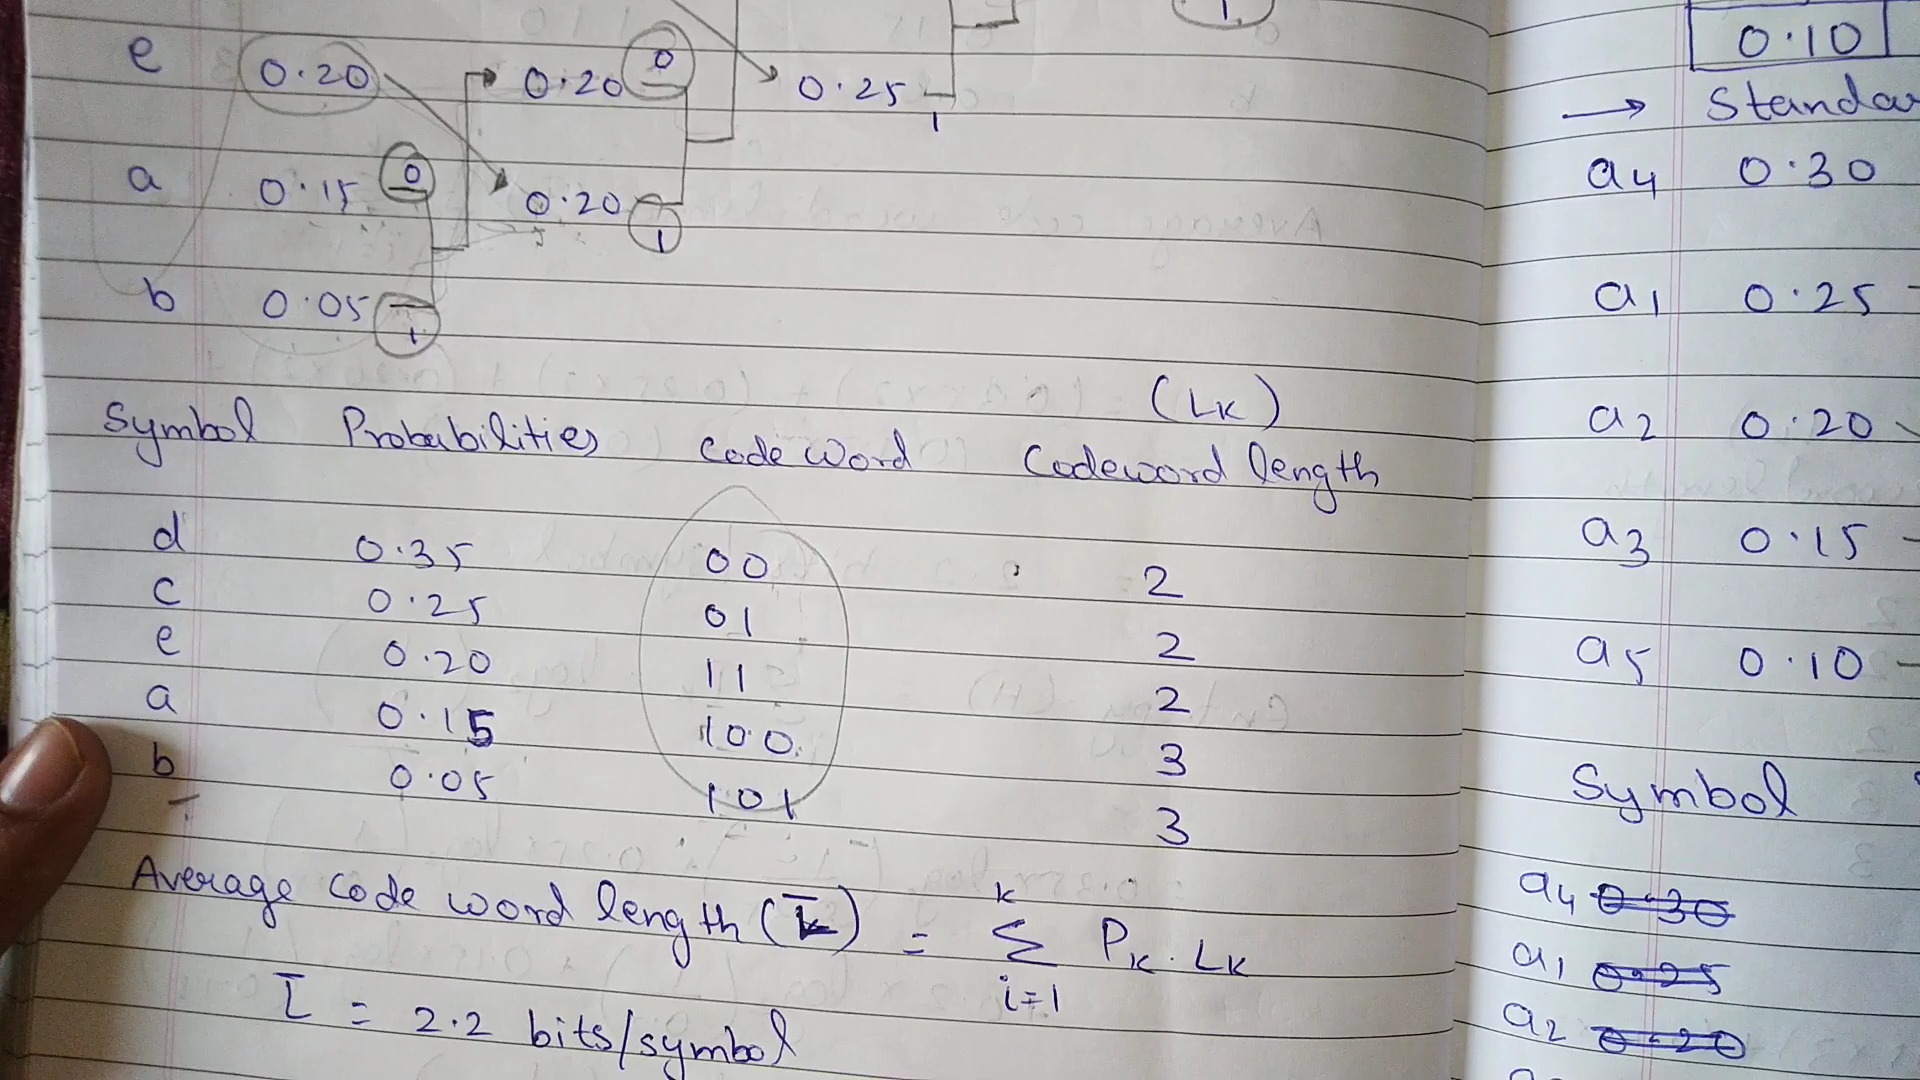 1
e 0.20 0.20 0 0.25 1
a 0.15 0 0.20 1
b 0.05 1
(LK)
Symbol Probabilities Code Word Codeword length
d 0.35 00 2
c 0.25 01 2
e 0.20 11 2
a 0.15 100 3
b 0.05 101 3
Average code word length (L) = k Σ i=1 PK . LK
L = 2.2 bits/symbol
0.10
→ Standar
a4 0.30
a1 0.25
a2 0.20
a3 0.15
a5 0.10
Symbol
a4 0.30
a1 0.25
a2 0.20